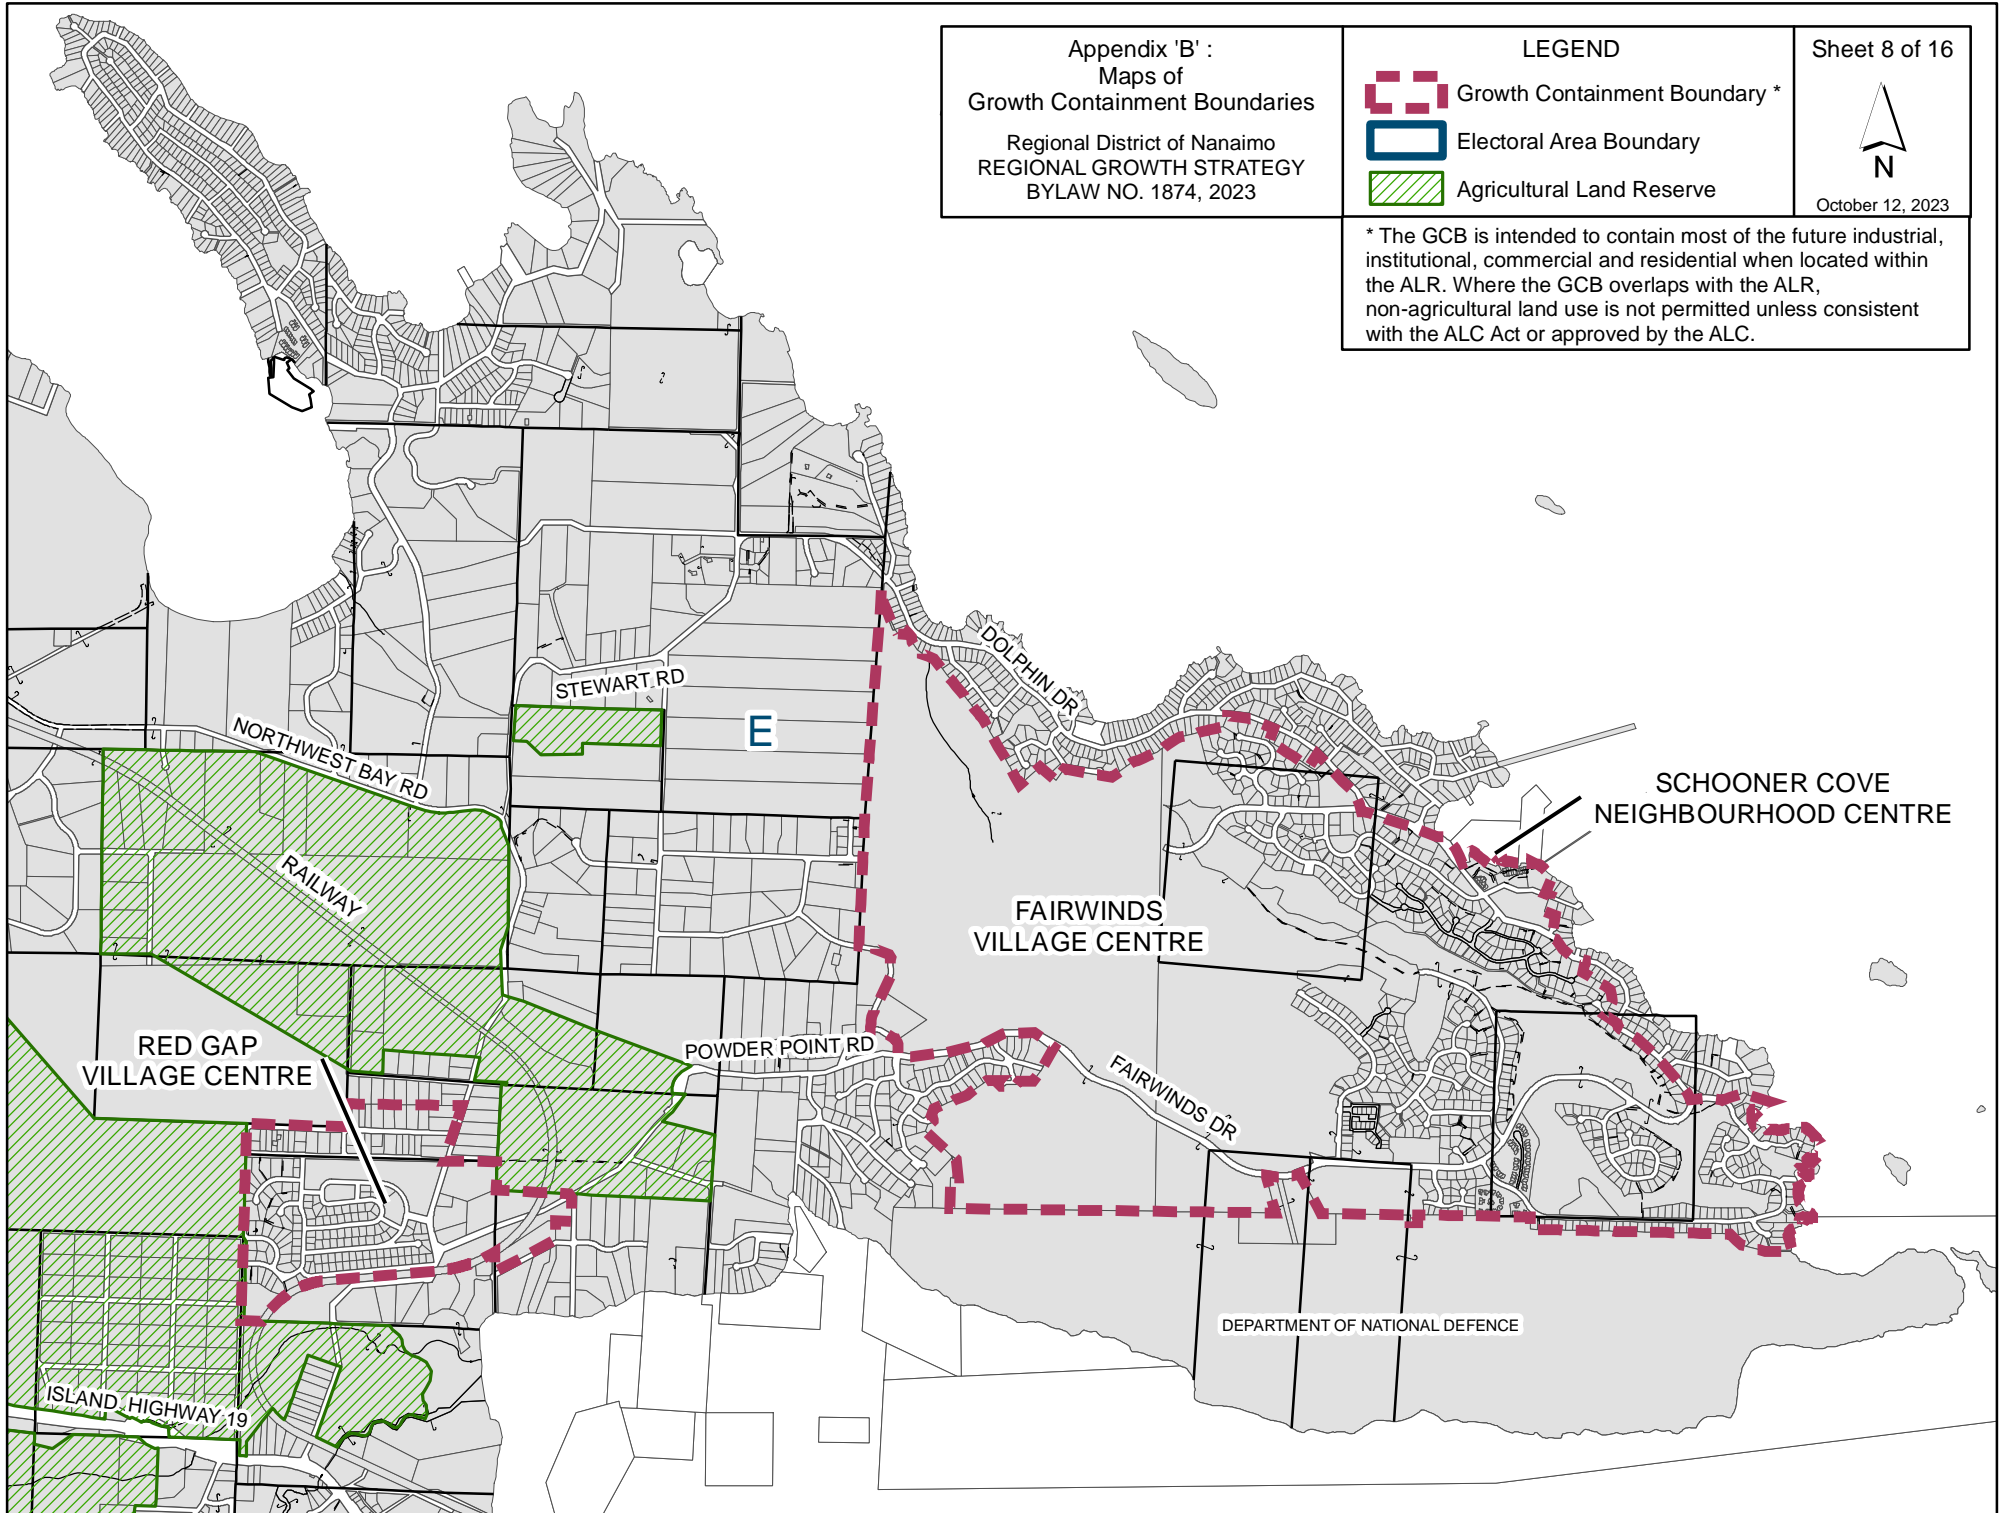 Appendix 'B' :
Maps of
Growth Containment Boundaries
Regional District of Nanaimo
REGIONAL GROWTH STRATEGY
BYLAW NO. 1874, 2023
LEGEND
Growth Containment Boundary *
Electoral Area Boundary
Agricultural Land Reserve
Sheet 8 of 16
N
October 12, 2023
* The GCB is intended to contain most of the future industrial,
institutional, commercial and residential when located within
the ALR. Where the GCB overlaps with the ALR,
non-agricultural land use is not permitted unless consistent
with the ALC Act or approved by the ALC.
DOLPHIN DR
STEWART RD
E
NORTHWEST BAY RD
SCHOONER COVE
NEIGHBOURHOOD CENTRE
RAILWAY
FAIRWINDS
VILLAGE CENTRE
RED GAP
VILLAGE CENTRE
POWDER POINT RD
FAIRWINDS DR
DEPARTMENT OF NATIONAL DEFENCE
ISLAND HIGHWAY 19